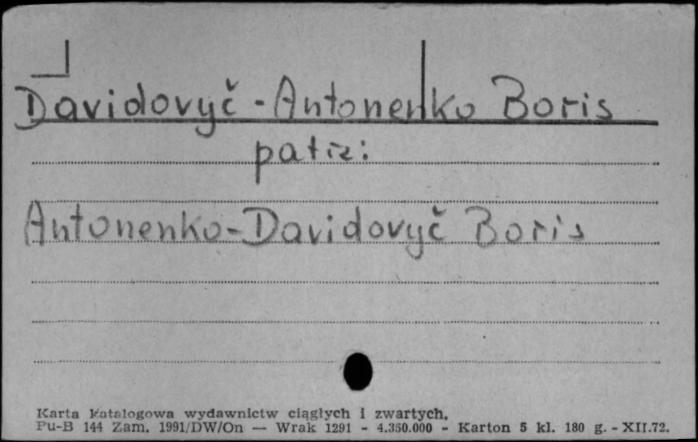 Davidovyč - Antonenko Boris
patrz:
Antonenko-Davidovyč Boris
Karta katalogowa wydawnictw ciągłych i zwartych.
Pu-B 144 Zam. 1991/DW/On — Wrak 1291 - 4.350.000 - Karton 5 kl. 180 g. - XII.72.